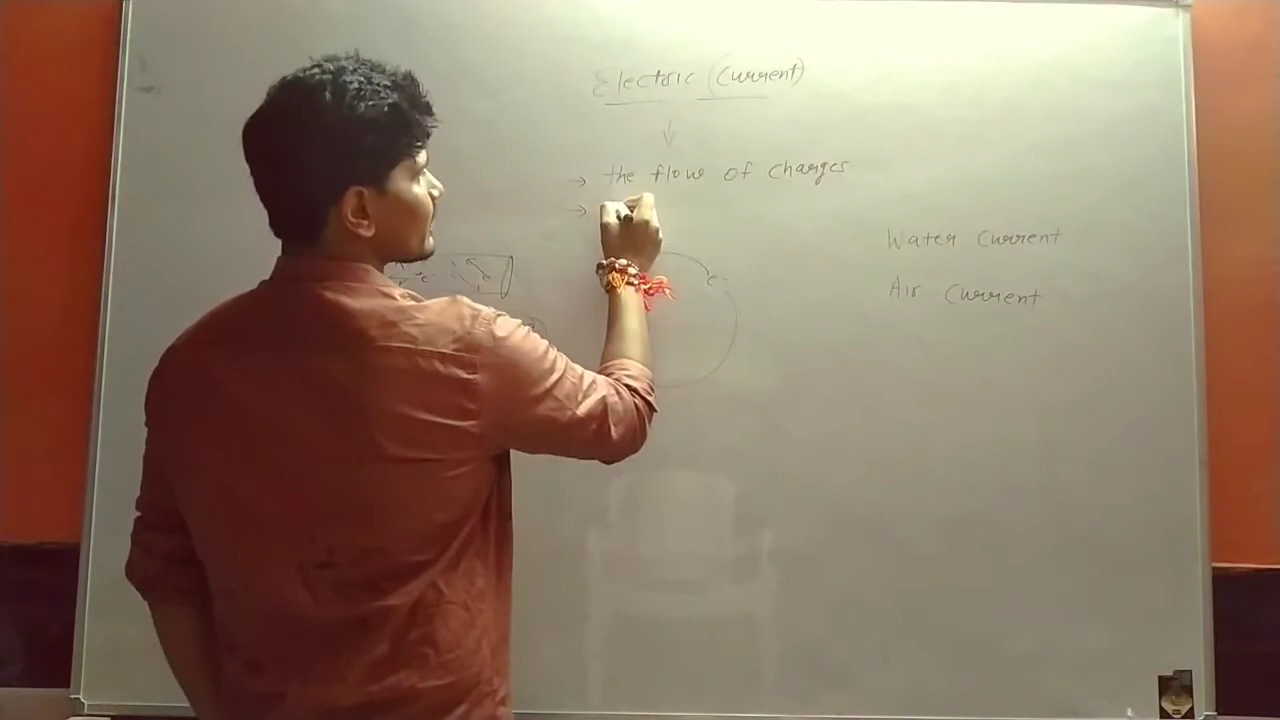 Electric (Current)
→ the flow of charges
→
Water Current
Air Current
e-